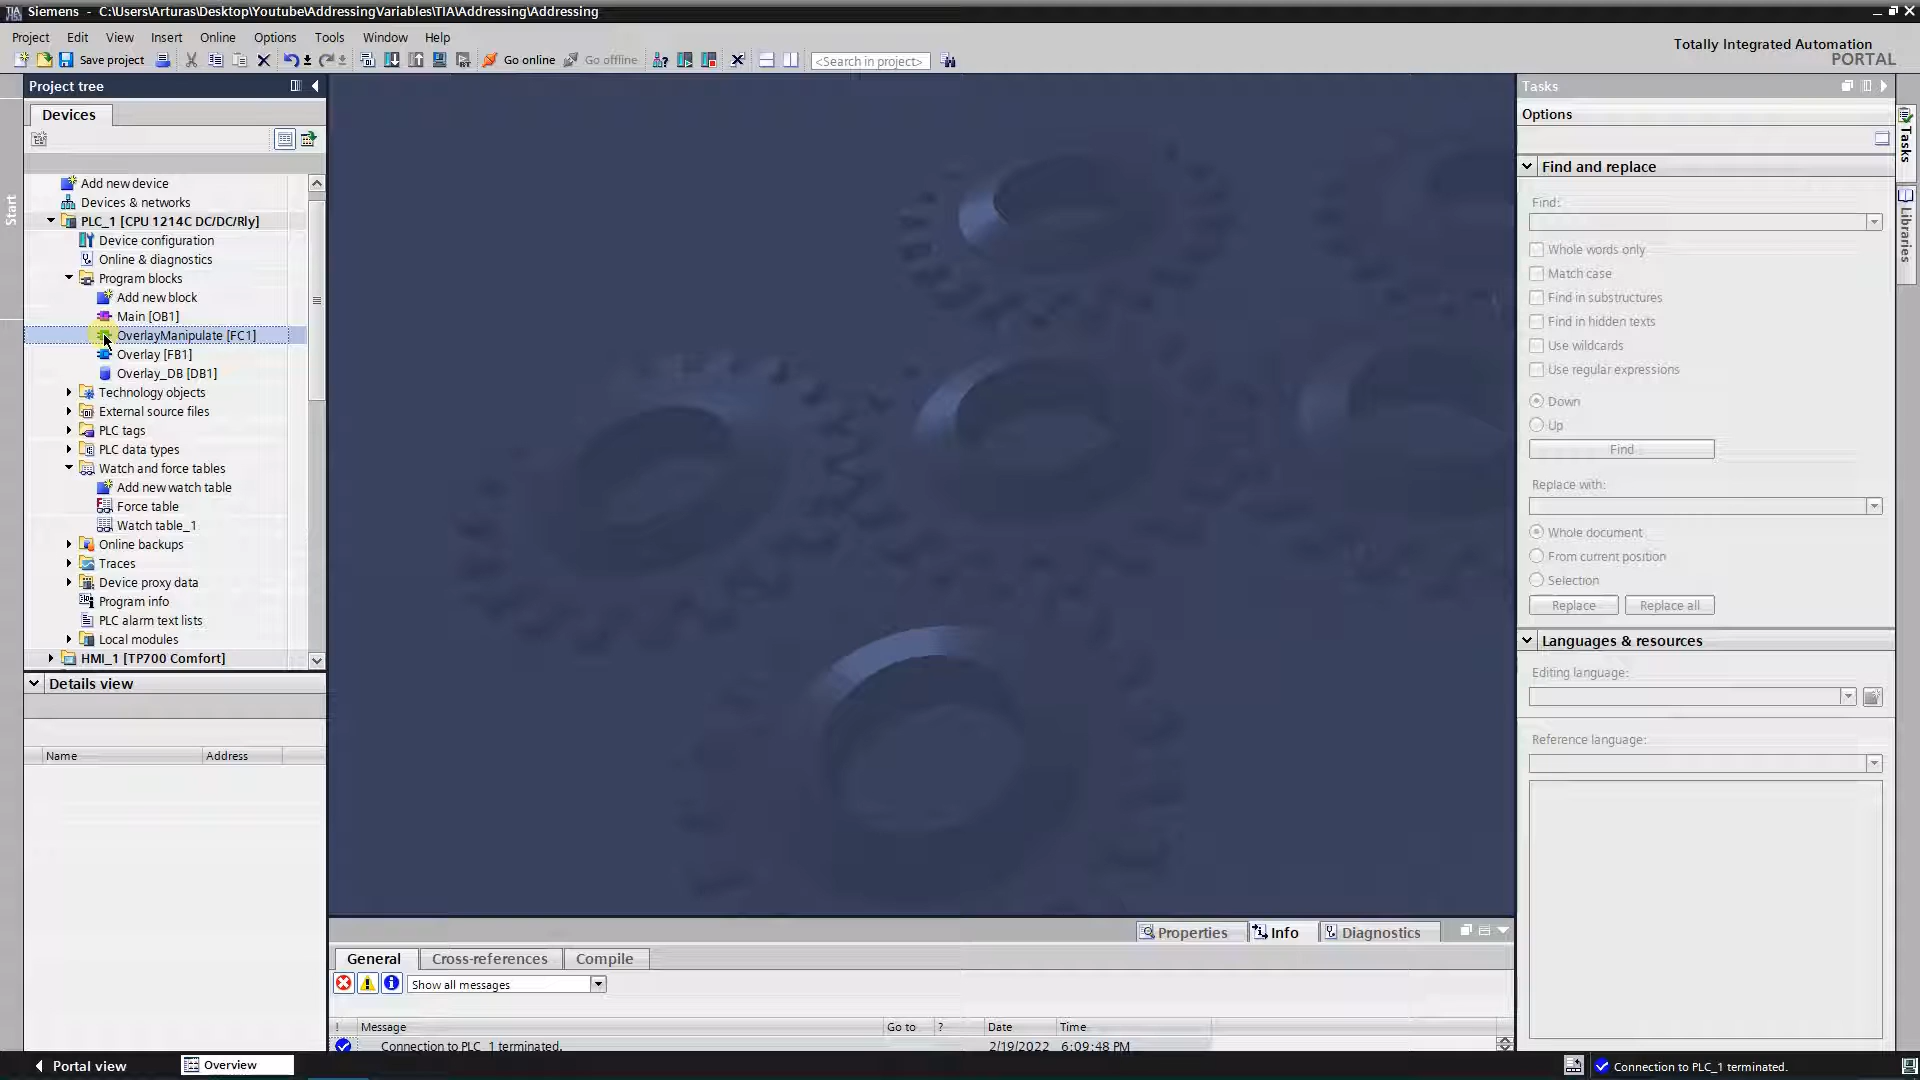 Siemens - C:\Users\Arturas\Desktop\Youtube\AddressingVariables\TIA\Addressing\Addressing
Project Edit View Insert Online Options Tools Window Help
Totally Integrated Automation
PORTAL
Save project
Go online
Go offline
<Search in project>
Project tree
Devices
Start
Add new device
Devices & networks
PLC_1 [CPU 1214C DC/DC/Rly]
Device configuration
Online & diagnostics
Program blocks
Add new block
Main [OB1]
OverlayManipulate [FC1]
Overlay [FB1]
Overlay_DB [DB1]
Technology objects
External source files
PLC tags
PLC data types
Watch and force tables
Add new watch table
Force table
Watch table_1
Online backups
Traces
Device proxy data
Program info
PLC alarm text lists
Local modules
HMI_1 [TP700 Comfort]
Details view
Name Address
Properties Info Diagnostics
General Cross-references Compile
Show all messages
! Message Go to ? Date Time
Connection to PLC_1 terminated. 2/19/2022 6:09:48 PM
Tasks
Options
Find and replace
Find:
Whole words only
Match case
Find in substructures
Find in hidden texts
Use wildcards
Use regular expressions
Down
Up
Find
Replace with:
Whole document
From current position
Selection
Replace Replace all
Languages & resources
Editing language:
Reference language:
Tasks
Libraries
Portal view
Overview
Connection to PLC_1 terminated.